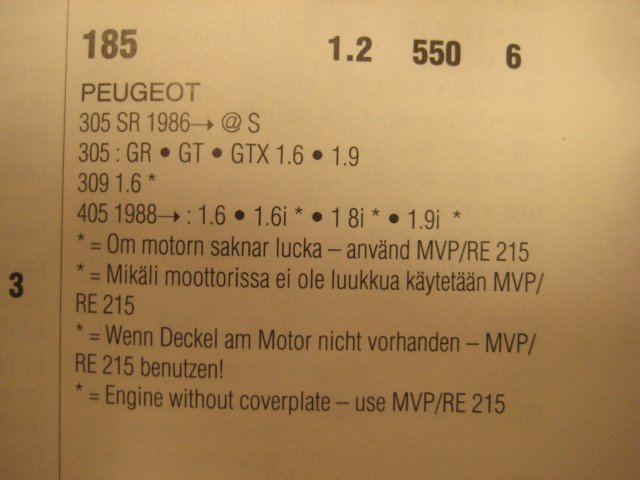 185 1.2 550 6
PEUGEOT
305 SR 1986→ @ S
305 : GR • GT • GTX 1.6 • 1.9
309 1.6 *
405 1988→ : 1.6 • 1.6i * • 1 8i * • 1.9i *
* = Om motorn saknar lucka – använd MVP/RE 215
3
* = Mikäli moottorissa ei ole luukkua käytetään MVP/
RE 215
* = Wenn Deckel am Motor nicht vorhanden – MVP/
RE 215 benutzen!
* = Engine without coverplate – use MVP/RE 215